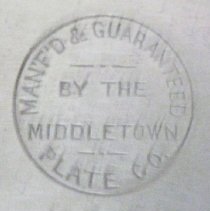 MANF'D & GUARANTEED
BY THE
MIDDLETOWN
PLATE CO.